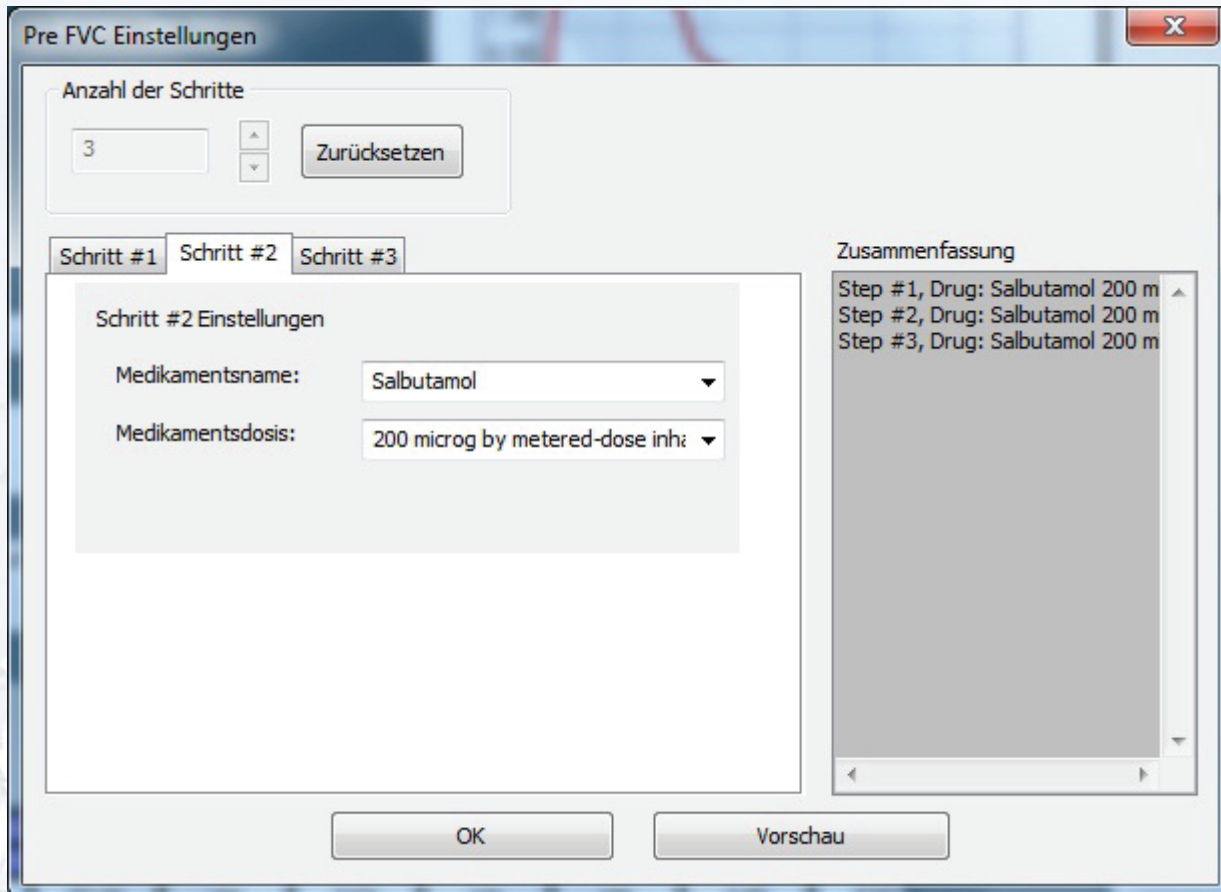 Pre FVC Einstellungen
Anzahl der Schritte
3
Zurücksetzen
Schritt #1 Schritt #2 Schritt #3
Schritt #2 Einstellungen
Medikamentsname: Salbutamol
Medikamentsdosis: 200 microg by metered-dose inha
Zusammenfassung
Step #1, Drug: Salbutamol 200 m
Step #2, Drug: Salbutamol 200 m
Step #3, Drug: Salbutamol 200 m
OK Vorschau